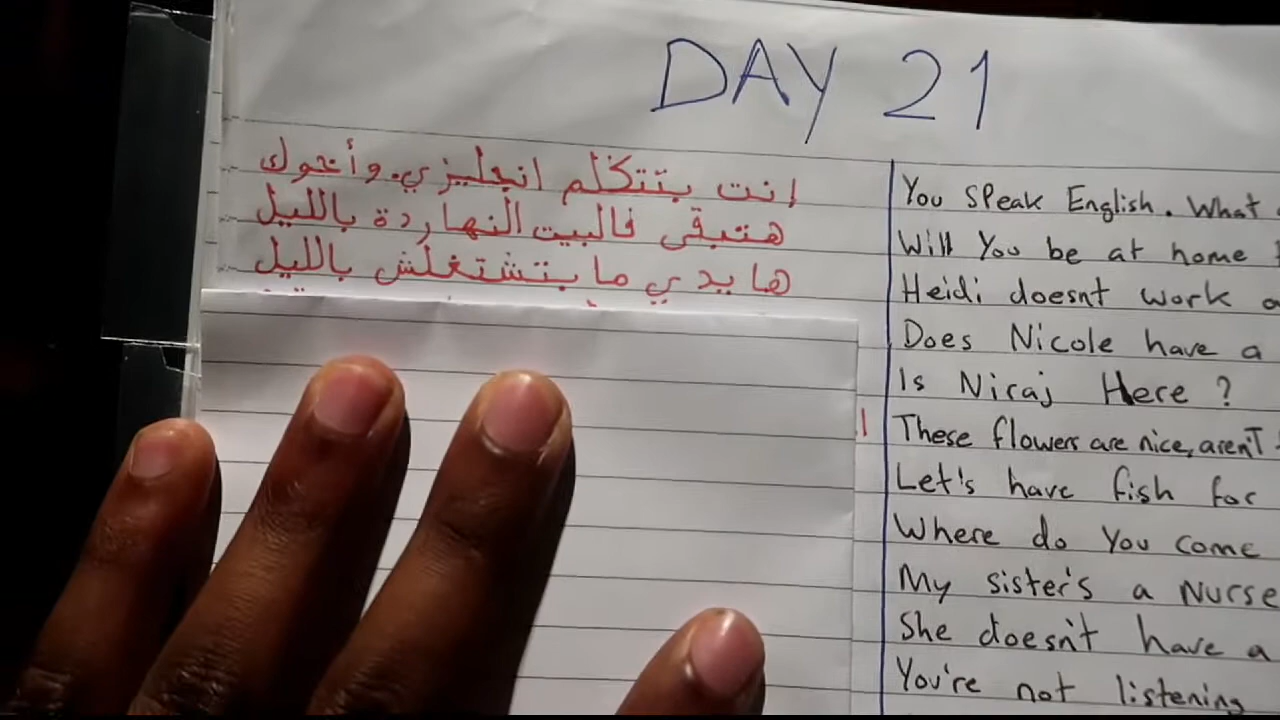 DAY 21
انت بتتكلم انجليزي. وأخوك
هتبقى فالبيت النهاردة بالليل
هايدي ما بتشتغلش بالليل
You speak English. What
Will You be at home
Heidi doesnt work
Does Nicole have a
Is Niraj Here ?
These flowers are nice, aren't
Let's have fish for
Where do You come
My sister's a Nurse
She doesn't have a
You're not listening